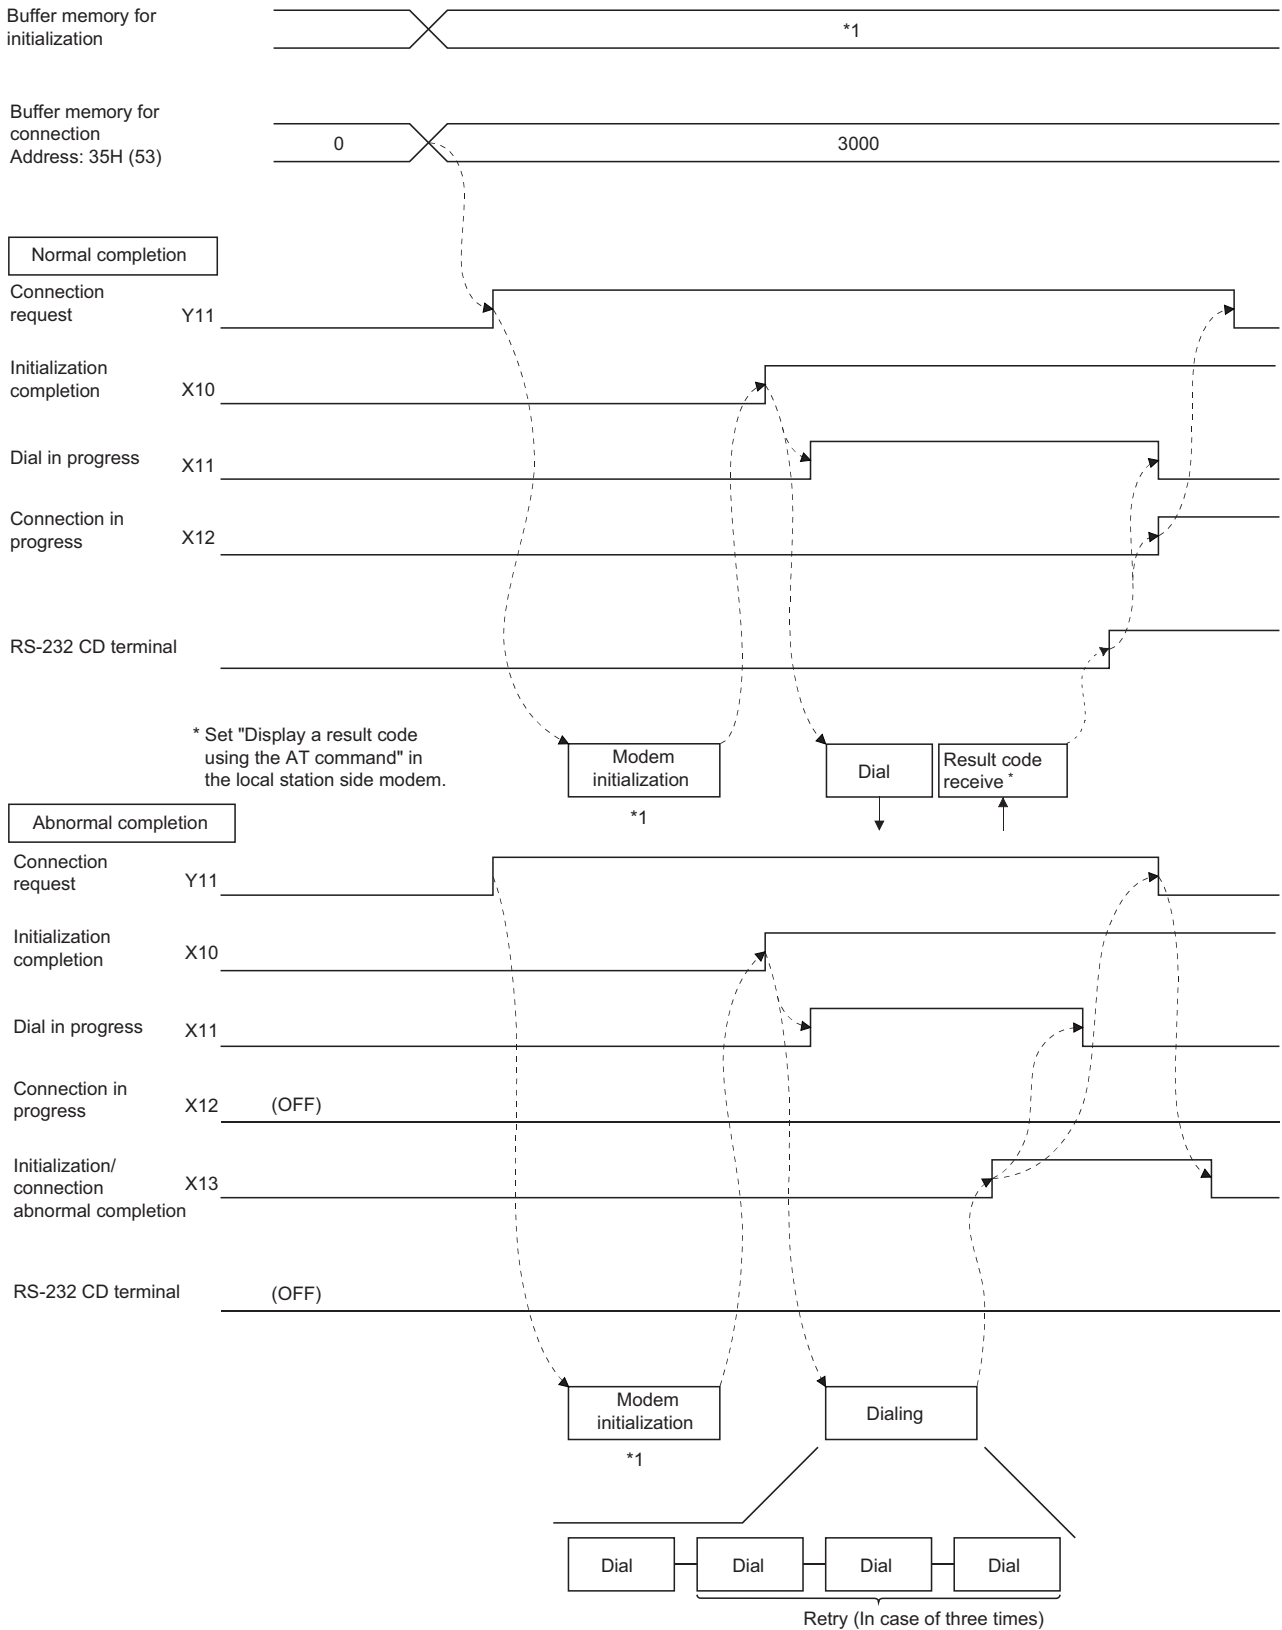 Buffer memory for
initialization
*1
Buffer memory for
connection
Address: 35H (53)
0
3000
Normal completion
Connection
request
Y11
Initialization
completion
X10
Dial in progress
X11
Connection in
progress
X12
RS-232 CD terminal
* Set "Display a result code
using the AT command" in
the local station side modem.
Modem
initialization
*1
Dial
Result code
receive *
Abnormal completion
Connection
request
Y11
Initialization
completion
X10
Dial in progress
X11
Connection in
progress
X12
(OFF)
Initialization/
connection
abnormal completion
X13
RS-232 CD terminal
(OFF)
Modem
initialization
*1
Dialing
Dial
Dial
Dial
Dial
Retry (In case of three times)